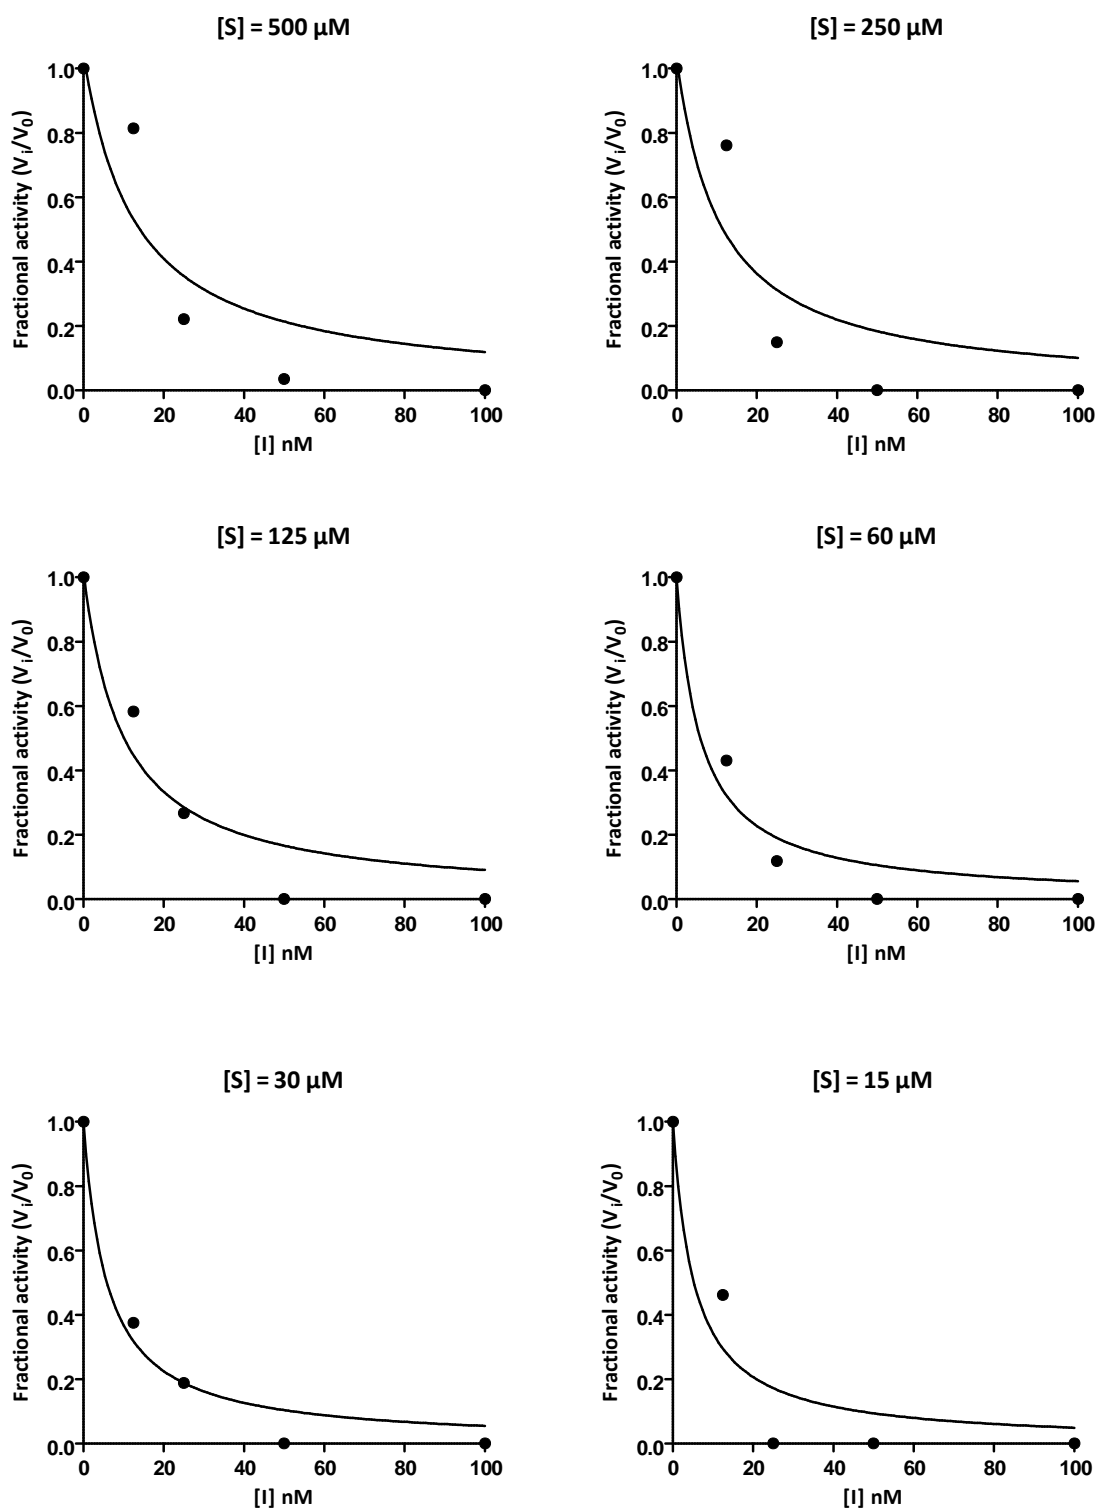 [S] = 500 µM
Fractional activity (Vi/V0)
1.0
0.8
0.6
0.4
0.2
0.0
0 20 40 60 80 100
[I] nM
[S] = 250 µM
Fractional activity (Vi/V0)
1.0
0.8
0.6
0.4
0.2
0.0
0 20 40 60 80 100
[I] nM
[S] = 125 µM
Fractional activity (Vi/V0)
1.0
0.8
0.6
0.4
0.2
0.0
0 20 40 60 80 100
[I] nM
[S] = 60 µM
Fractional activity (Vi/V0)
1.0
0.8
0.6
0.4
0.2
0.0
0 20 40 60 80 100
[I] nM
[S] = 30 µM
Fractional activity (Vi/V0)
1.0
0.8
0.6
0.4
0.2
0.0
0 20 40 60 80 100
[I] nM
[S] = 15 µM
Fractional activity (Vi/V0)
1.0
0.8
0.6
0.4
0.2
0.0
0 20 40 60 80 100
[I] nM